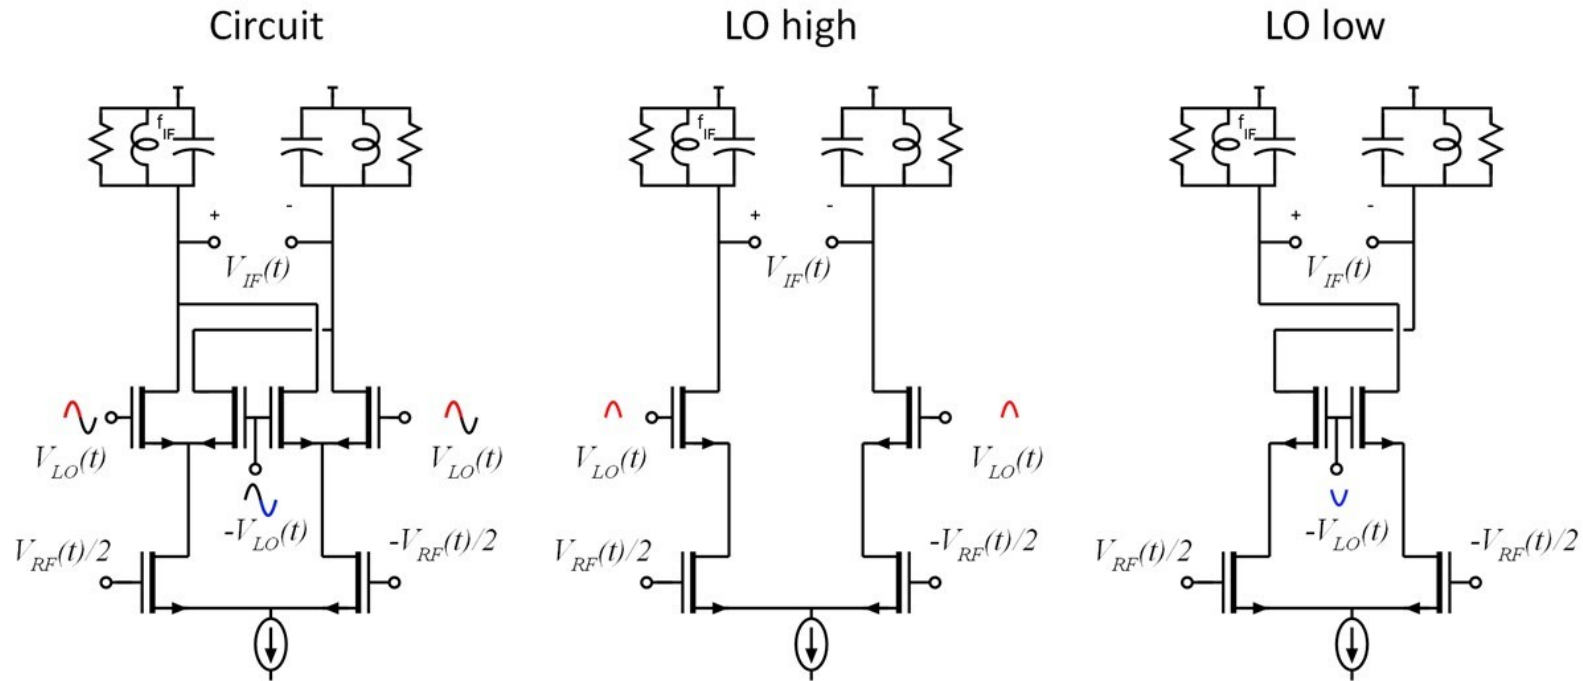 Circuit
LO high
LO low
f_IF
f_IF
f_IF
+ -
+ -
+ -
V_IF(t)
V_IF(t)
V_IF(t)
V_LO(t)
V_LO(t)
V_LO(t)
V_LO(t)
-V_LO(t)
-V_LO(t)
V_RF(t)/2
-V_RF(t)/2
V_RF(t)/2
-V_RF(t)/2
V_RF(t)/2
-V_RF(t)/2